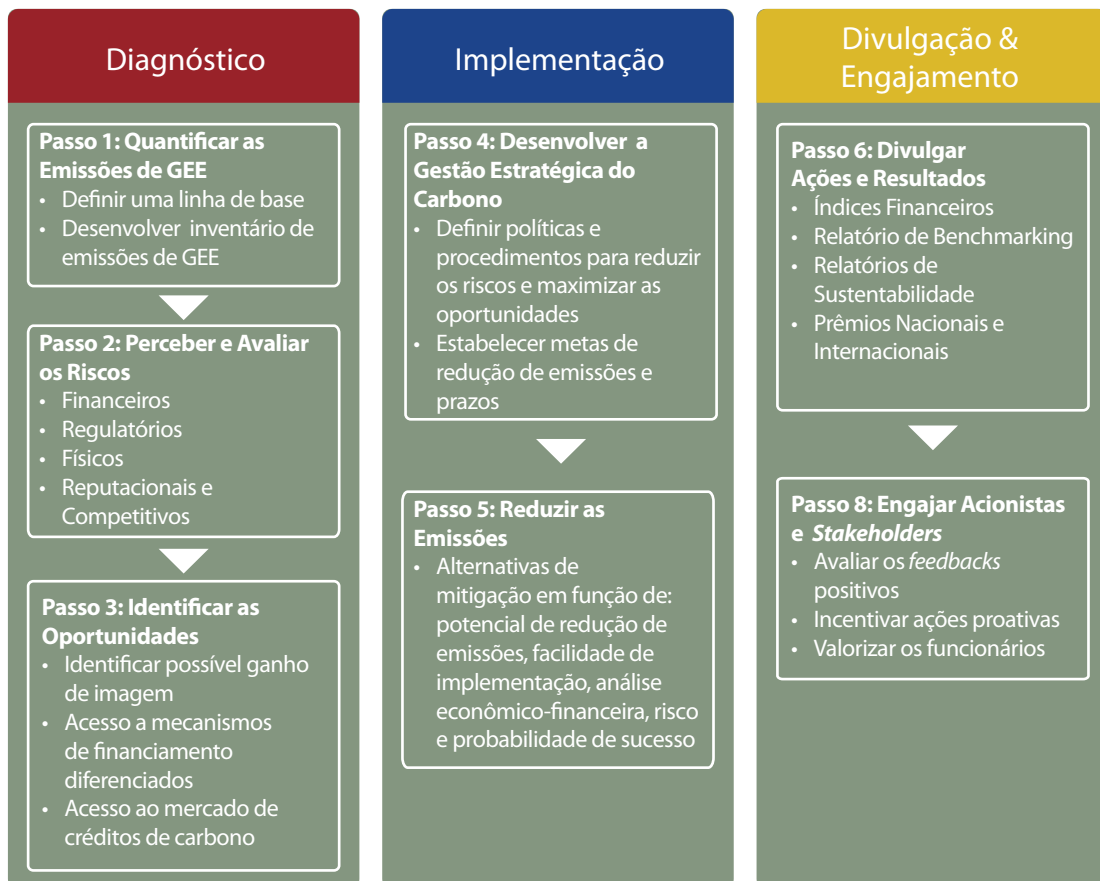 Diagnóstico
Passo 1: Quantificar as
Emissões de GEE
• Definir uma linha de base
• Desenvolver inventário de
emissões de GEE
Passo 2: Perceber e Avaliar
os Riscos
• Financeiros
• Regulatórios
• Físicos
• Reputacionais e
Competitivos
Passo 3: Identificar as
Oportunidades
• Identificar possível ganho
de imagem
• Acesso a mecanismos
de financiamento
diferenciados
• Acesso ao mercado de
créditos de carbono
Implementação
Passo 4: Desenvolver a
Gestão Estratégica do
Carbono
• Definir políticas e
procedimentos para reduzir
os riscos e maximizar as
oportunidades
• Estabelecer metas de
redução de emissões e
prazos
Passo 5: Reduzir as
Emissões
• Alternativas de
mitigação em função de:
potencial de redução de
emissões, facilidade de
implementação, análise
econômico-financeira, risco
e probabilidade de sucesso
Divulgação &
Engajamento
Passo 6: Divulgar
Ações e Resultados
• Índices Financeiros
• Relatório de Benchmarking
• Relatórios de
Sustentabilidade
• Prêmios Nacionais e
Internacionais
Passo 8: Engajar Acionistas
e Stakeholders
• Avaliar os feedbacks
positivos
• Incentivar ações proativas
• Valorizar os funcionários